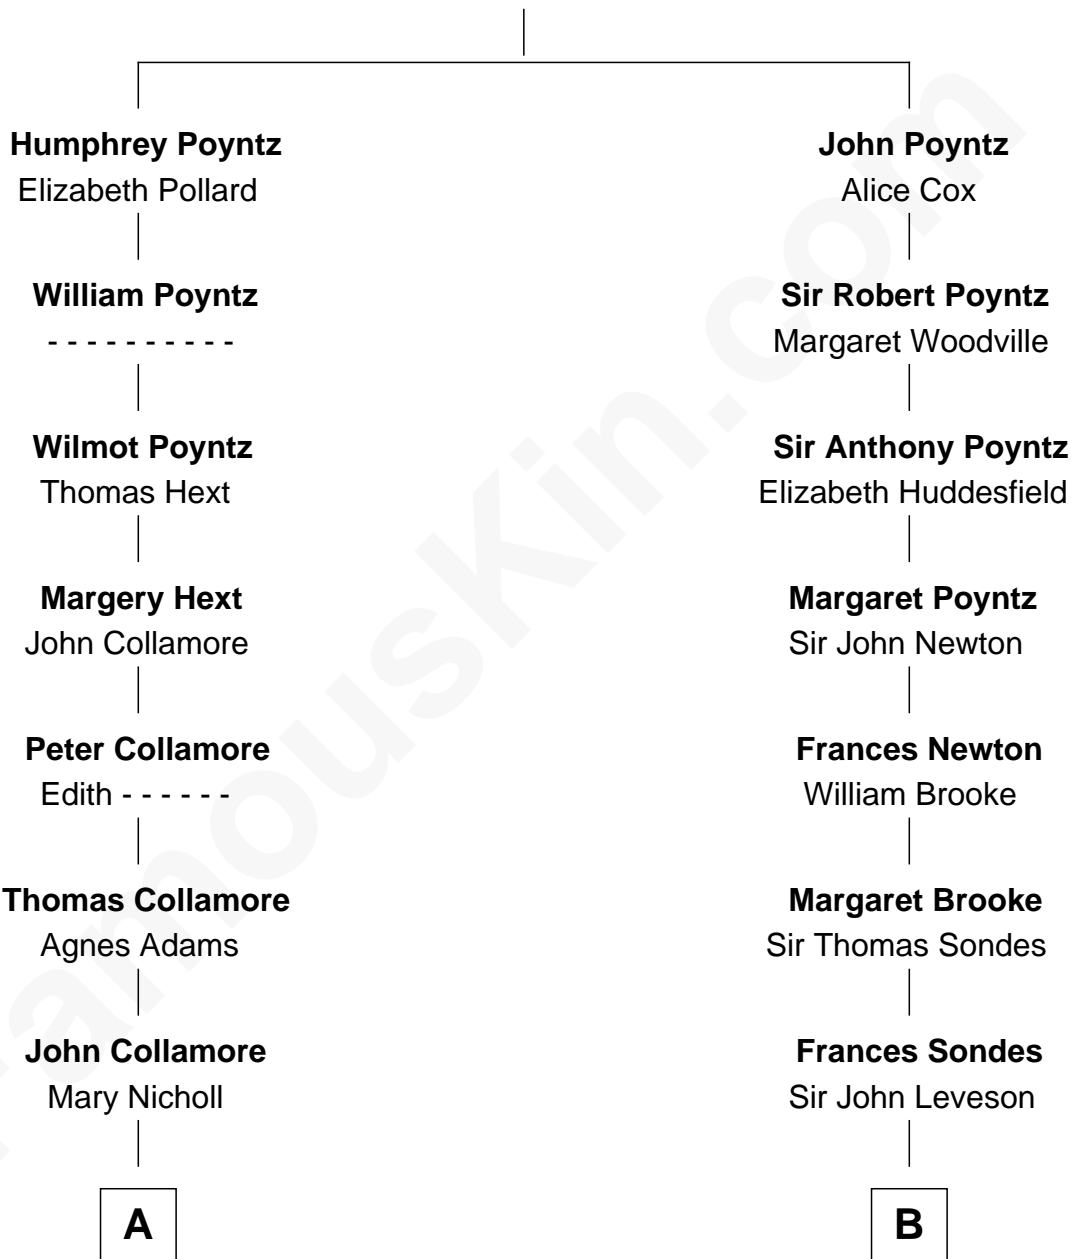 Humphrey Poyntz
Elizabeth Pollard
William Poyntz
- - - - - - - - - -
Wilmot Poyntz
Thomas Hext
Margery Hext
John Collamore
Peter Collamore
Edith - - - - - -
Thomas Collamore
Agnes Adams
John Collamore
Mary Nicholl
A
John Poyntz
Alice Cox
Sir Robert Poyntz
Margaret Woodville
Sir Anthony Poyntz
Elizabeth Huddesfield
Margaret Poyntz
Sir John Newton
Frances Newton
William Brooke
Margaret Brooke
Sir Thomas Sondes
Frances Sondes
Sir John Leveson
B
FamousKin.com